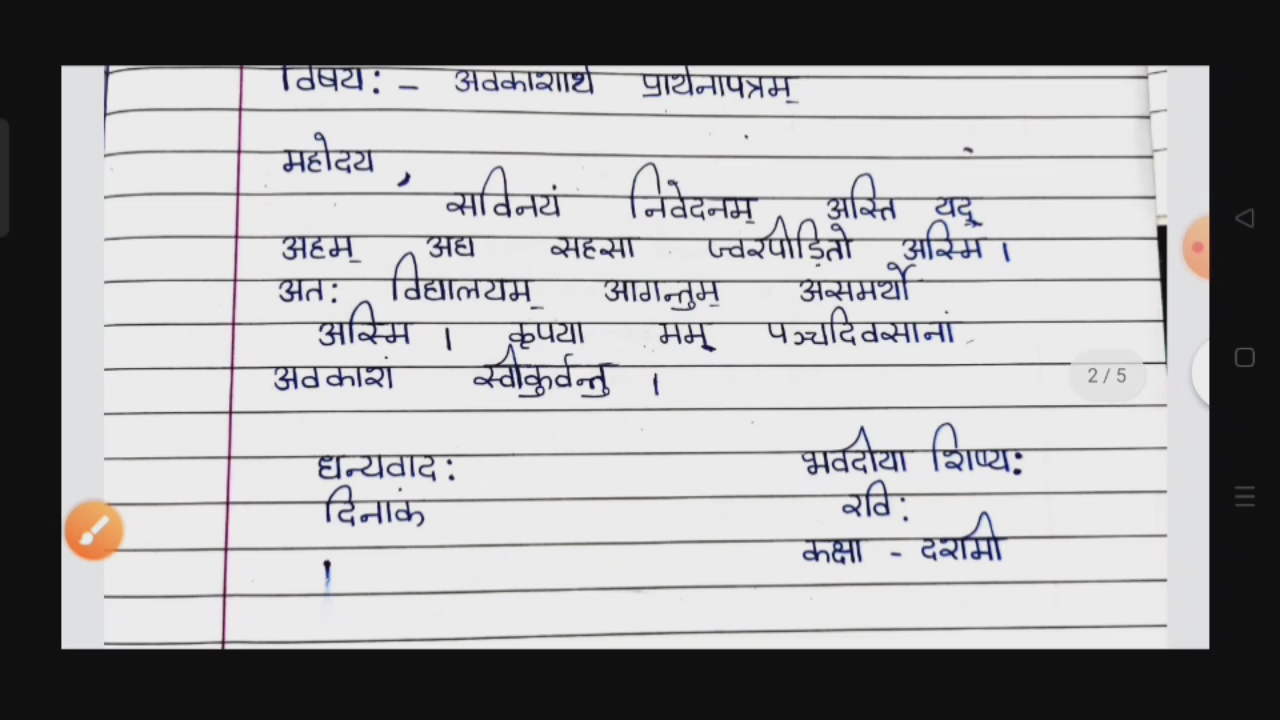 विषय: - अवकाशार्थ प्रार्थनापत्रम्
महोदय,
सविनयं निवेदनम् अस्ति यद्
अहम् अद्य सहसा ज्वरपीड़ितो अस्मि ।
अत: विद्यालयम् आगन्तुम् असमर्थो
अस्मि । कृपया मम् पञ्चदिवसानां
अवकाशं स्वीकुर्वन्तु ।
2 / 5
धन्यवाद: भवदीया शिष्य:
दिनांक रवि:
कक्षा - दशमी